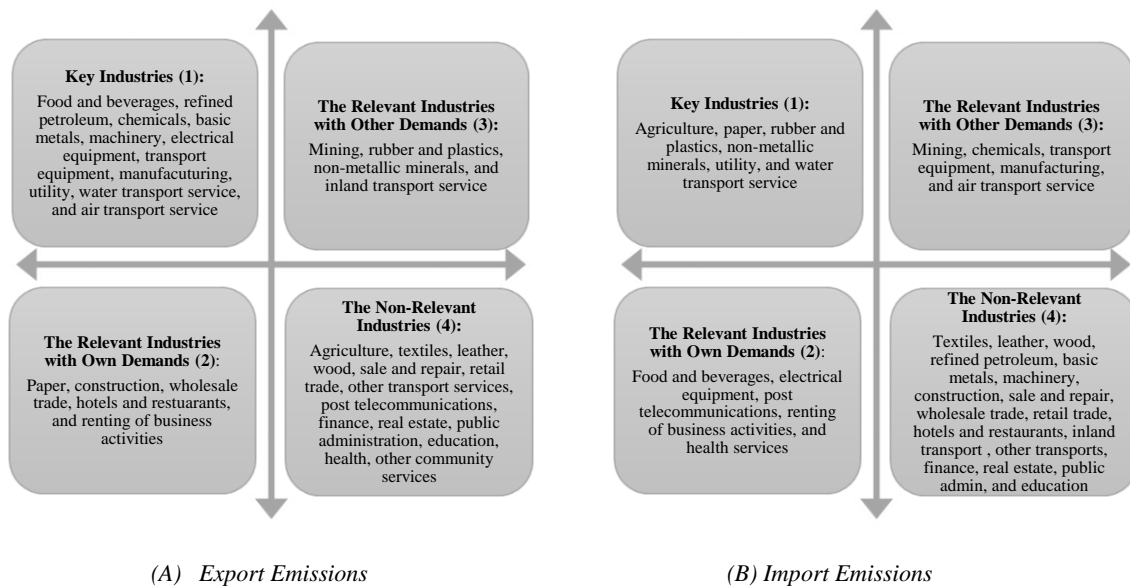 Key Industries (1):
Food and beverages, refined
petroleum, chemicals, basic
metals, machinery, electrical
equipment, transport
equipment, manufacuturing,
utility, water transport service,
and air transport service
The Relevant Industries
with Other Demands (3):
Mining, rubber and plastics,
non-metallic minerals, and
inland transport service
The Relevant Industries
with Own Demands (2):
Paper, construction, wholesale
trade, hotels and restuarants,
and renting of business
activities
The Non-Relevant
Industries (4):
Agriculture, textiles, leather,
wood, sale and repair, retail
trade, other transport services,
post telecommunications,
finance, real estate, public
administration, education,
health, other community
services
(A) Export Emissions
Key Industries (1):
Agriculture, paper, rubber and
plastics, non-metallic
minerals, utility, and water
transport service
The Relevant Industries
with Other Demands (3):
Mining, chemicals, transport
equipment, manufacturing,
and air transport service
The Relevant Industries
with Own Demands (2):
Food and beverages, electrical
equipment, post
telecommunications, renting
of business activities, and
health services
The Non-Relevant
Industries (4):
Textiles, leather, wood,
refined petroleum, basic
metals, machinery,
construction, sale and repair,
wholesale trade, retail trade,
hotels and restaurants, inland
transport , other transports,
finance, real estate, public
admin, and education
(B) Import Emissions